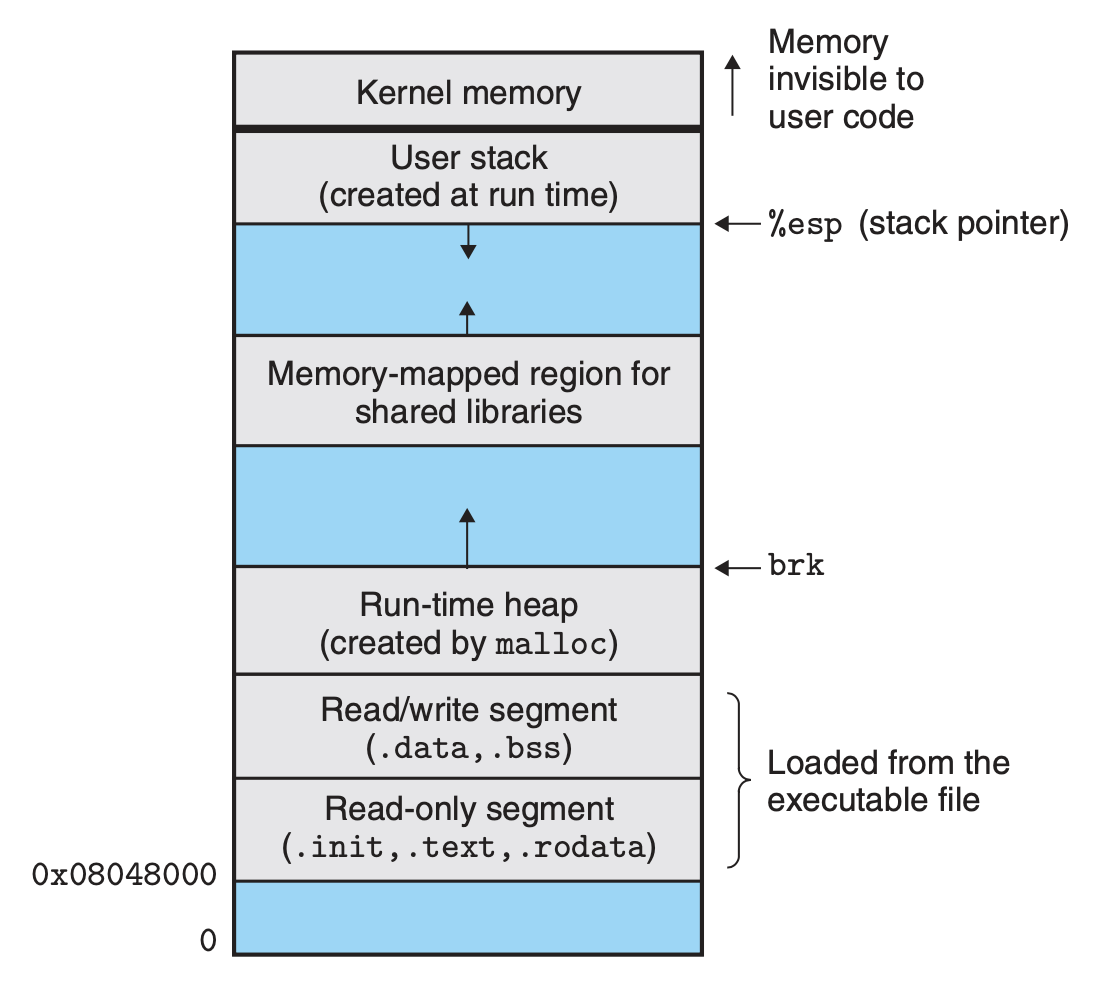 Kernel memory
Memory
invisible to
user code
User stack
(created at run time)
%esp (stack pointer)
Memory-mapped region for
shared libraries
brk
Run-time heap
(created by malloc)
Read/write segment
(.data,.bss)
Read-only segment
(.init,.text,.rodata)
Loaded from the
executable file
0x08048000
0